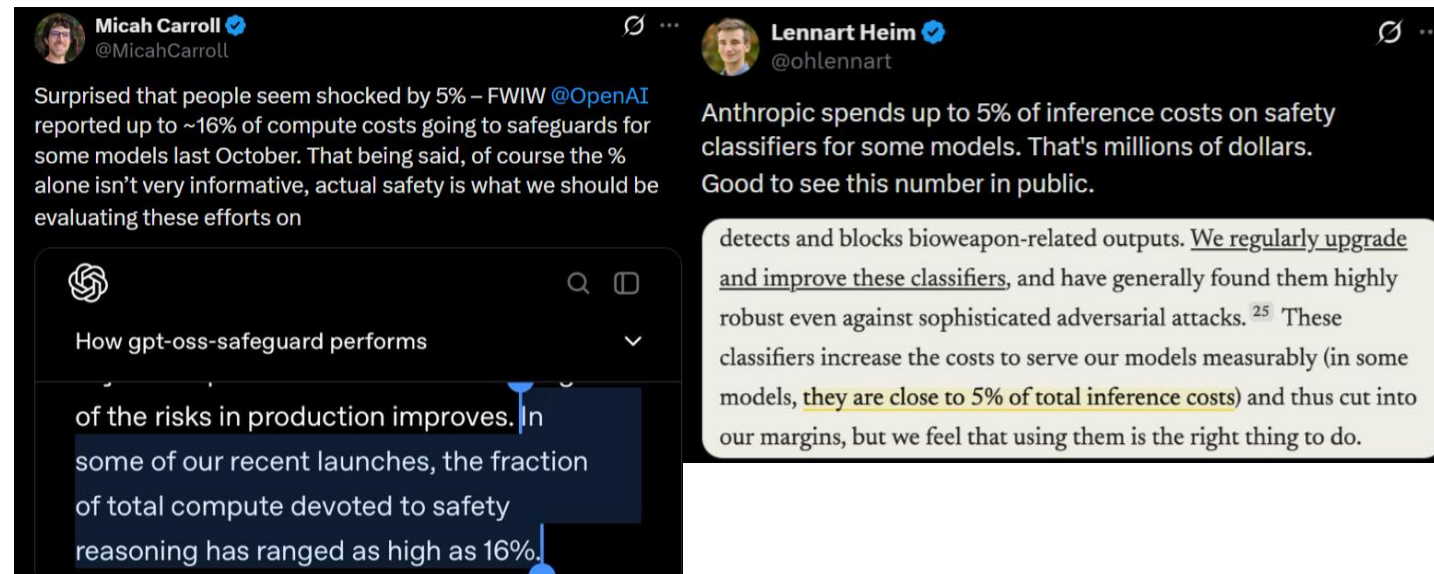 Micah Carroll
@MicahCarroll
Surprised that people seem shocked by 5% – FWIW @OpenAI
reported up to ~16% of compute costs going to safeguards for
some models last October. That being said, of course the %
alone isn't very informative, actual safety is what we should be
evaluating these efforts on
How gpt-oss-safeguard performs
of the risks in production improves. In
some of our recent launches, the fraction
of total compute devoted to safety
reasoning has ranged as high as 16%.
Lennart Heim
@ohlennart
Anthropic spends up to 5% of inference costs on safety
classifiers for some models. That's millions of dollars.
Good to see this number in public.
detects and blocks bioweapon-related outputs. We regularly upgrade
and improve these classifiers, and have generally found them highly
robust even against sophisticated adversarial attacks. 25 These
classifiers increase the costs to serve our models measurably (in some
models, they are close to 5% of total inference costs) and thus cut into
our margins, but we feel that using them is the right thing to do.